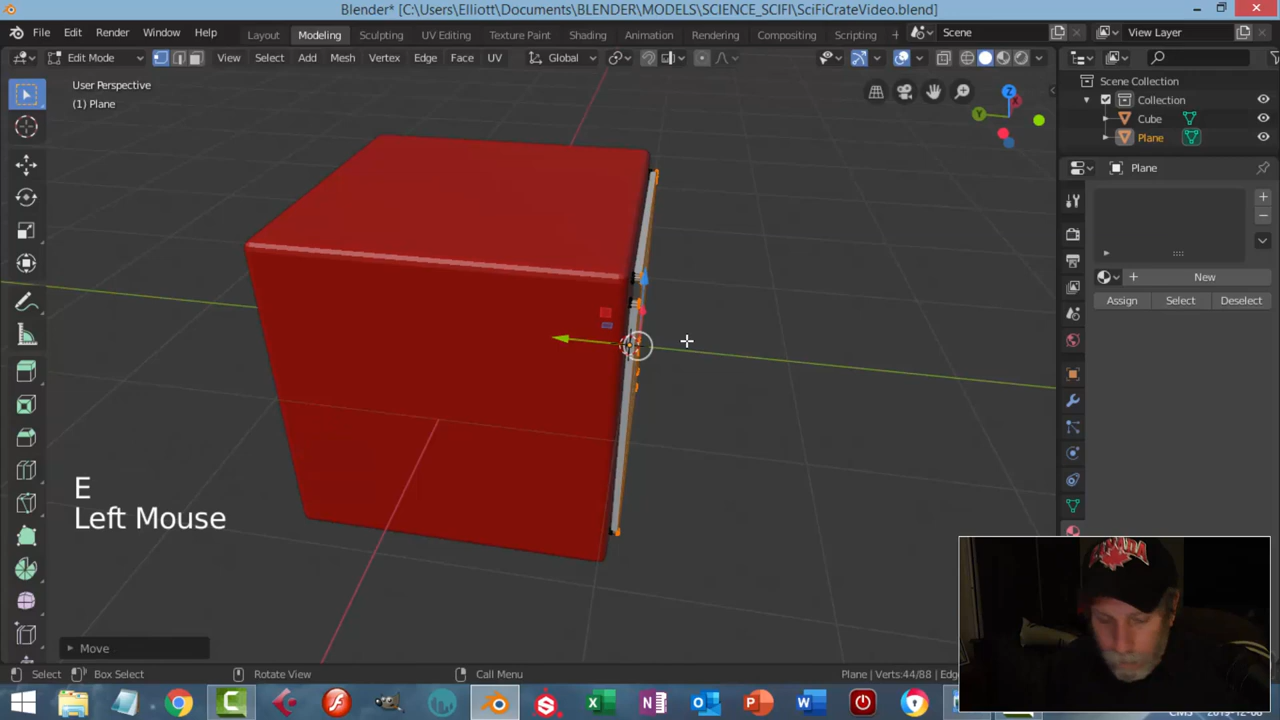 Blender* [C:\Users\Elliott\Documents\BLENDER\MODELS\SCIENCE_SCIFI\SciFiCrateVideo.blend]
File Edit Render Window Help Layout Modeling Sculpting UV Editing Texture Paint Shading Animation Rendering Compositing Scripting + Scene View Layer
Edit Mode View Select Add Mesh Vertex Edge Face UV Global
User Perspective
(1) Plane
Z
X
Y
Scene Collection
Collection
Cube
Plane
Plane
New
Assign Select Deselect
E
Left Mouse
Move
Select Box Select Rotate View Call Menu Plane | Verts:44/88 | Edg